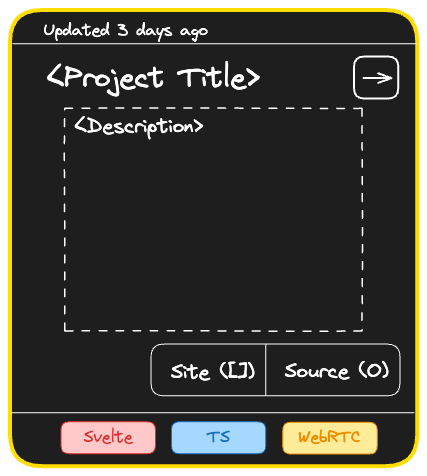 Updated 3 days ago
<Project Title>
<Description>
Site ([])
Source (O)
Svelte
TS
WebRTC